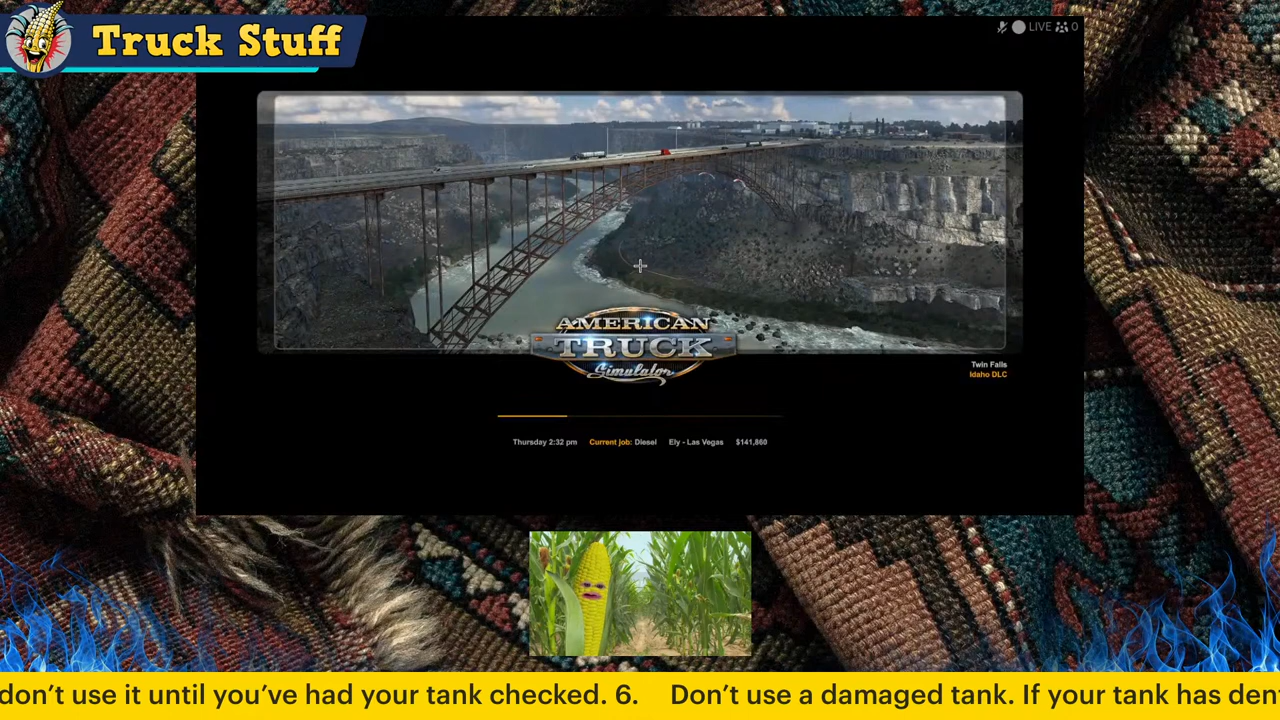 Truck Stuff
LIVE 0
AMERICAN
TRUCK
Simulator
Twin Falls
Idaho DLC
Thursday 2:32 pm Current job: Diesel Ely - Las Vegas $141,860
don’t use it until you’ve had your tank checked. 6. Don’t use a damaged tank. If your tank has den